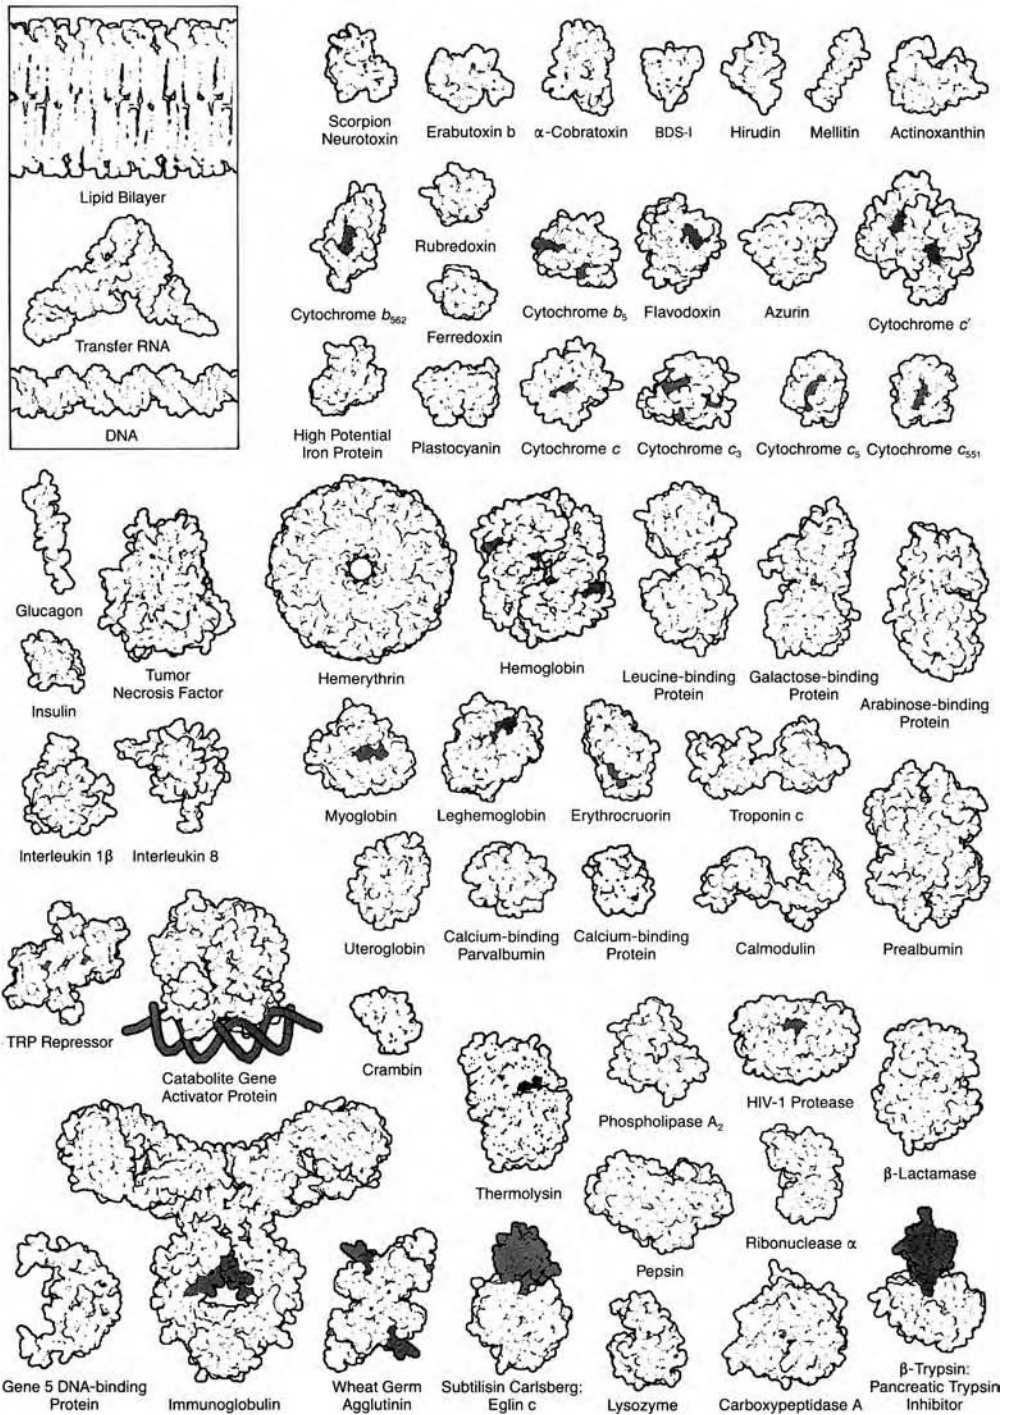 Lipid Bilayer
Transfer RNA
DNA
Scorpion
Neurotoxin
Erabutoxin b
α-Cobratoxin
BDS-I
Hirudin
Mellitin
Actinoxanthin
Cytochrome b562
Rubredoxin
Ferredoxin
Cytochrome b5
Flavodoxin
Azurin
Cytochrome c'
High Potential
Iron Protein
Plastocyanin
Cytochrome c
Cytochrome c3
Cytochrome c5
Cytochrome c551
Glucagon
Insulin
Tumor
Necrosis Factor
Hemerythrin
Hemoglobin
Leucine-binding
Protein
Galactose-binding
Protein
Arabinose-binding
Protein
Interleukin 1β
Interleukin 8
Myoglobin
Leghemoglobin
Erythrocruorin
Troponin c
Uteroglobin
Calcium-binding
Parvalbumin
Calcium-binding
Protein
Calmodulin
Prealbumin
TRP Repressor
Catabolite Gene
Activator Protein
Crambin
Thermolysin
Phospholipase A2
HIV-1 Protease
β-Lactamase
Pepsin
Ribonuclease α
Gene 5 DNA-binding
Protein
Immunoglobulin
Wheat Germ
Agglutinin
Subtilisin Carlsberg:
Eglin c
Lysozyme
Carboxypeptidase A
β-Trypsin:
Pancreatic Trypsin
Inhibitor